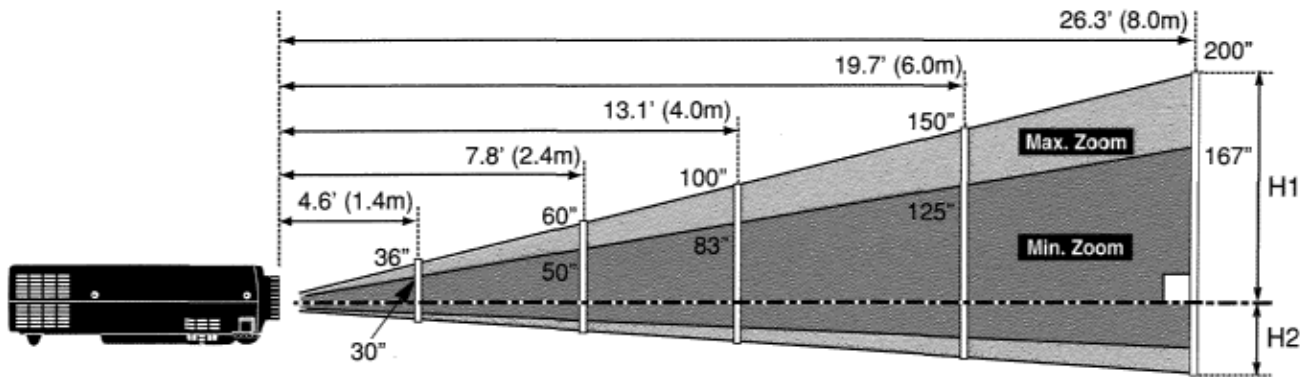 26.3’ (8.0m)
200”
19.7’ (6.0m)
13.1’ (4.0m)
150”
Max. Zoom
7.8’ (2.4m)
100”
167”
H1
4.6’ (1.4m)
60”
125”
36”
50”
83”
Min. Zoom
30”
H2